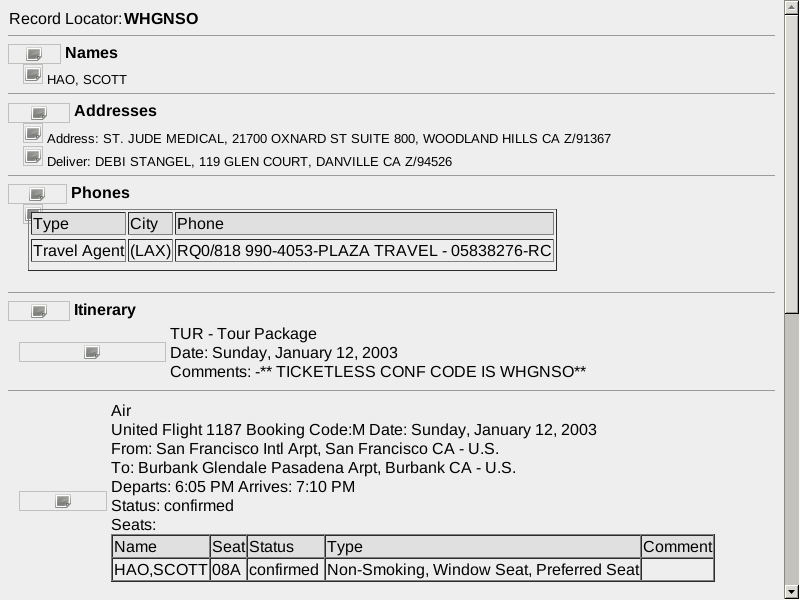 Record Locator: WHGNSO
Names
HAO, SCOTT
Addresses
Address: ST. JUDE MEDICAL, 21700 OXNARD ST SUITE 800, WOODLAND HILLS CA Z/91367
Deliver: DEBI STANGEL, 119 GLEN COURT, DANVILLE CA Z/94526
Phones
Type City Phone
Travel Agent (LAX) RQ0/818 990-4053-PLAZA TRAVEL - 05838276-RC
Itinerary
TUR - Tour Package
Date: Sunday, January 12, 2003
Comments: -** TICKETLESS CONF CODE IS WHGNSO**
Air
United Flight 1187 Booking Code:M Date: Sunday, January 12, 2003
From: San Francisco Intl Arpt, San Francisco CA - U.S.
To: Burbank Glendale Pasadena Arpt, Burbank CA - U.S.
Departs: 6:05 PM Arrives: 7:10 PM
Status: confirmed
Seats:
Name Seat Status Type Comment
HAO,SCOTT 08A confirmed Non-Smoking, Window Seat, Preferred Seat